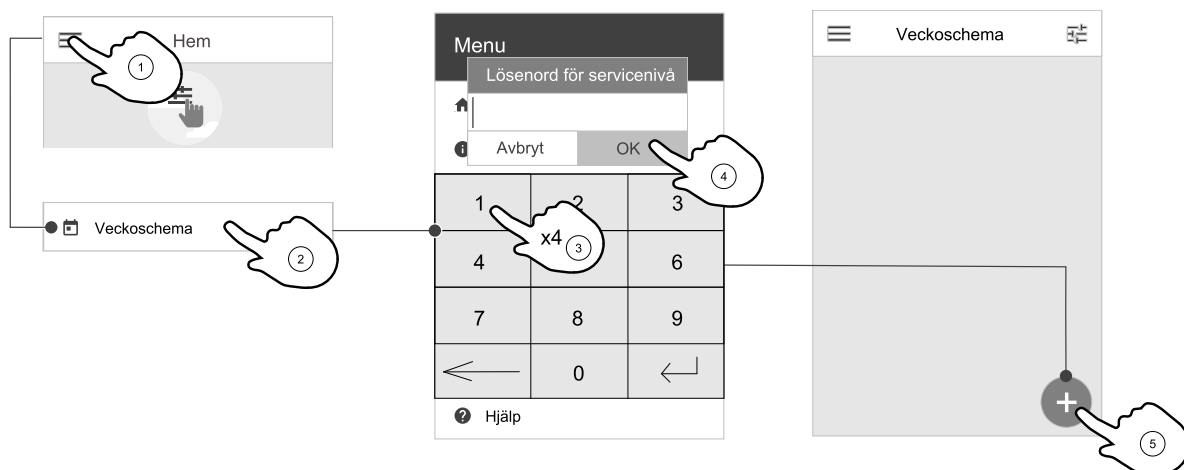 Hem
1
Veckoschema
2
Menu
Lösenord för servicenivå
Avbryt OK
4
1 2 3
x4 3
4 6
7 8 9
0
Hjälp
Veckoschema
+
5